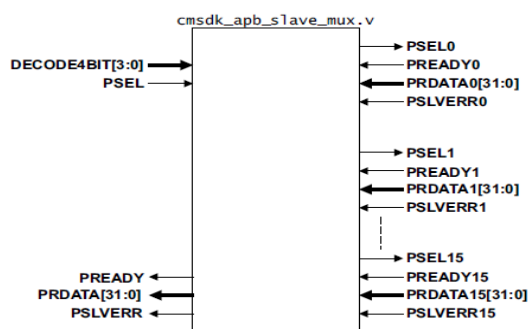 cmsdk_apb_slave_mux.v
DECODE4BIT[3:0]
PSEL
PREADY
PRDATA[31:0]
PSLVERR
PSEL0
PREADY0
PRDATA0[31:0]
PSLVERR0
PSEL1
PREADY1
PRDATA1[31:0]
PSLVERR1
PSEL15
PREADY15
PRDATA15[31:0]
PSLVERR15